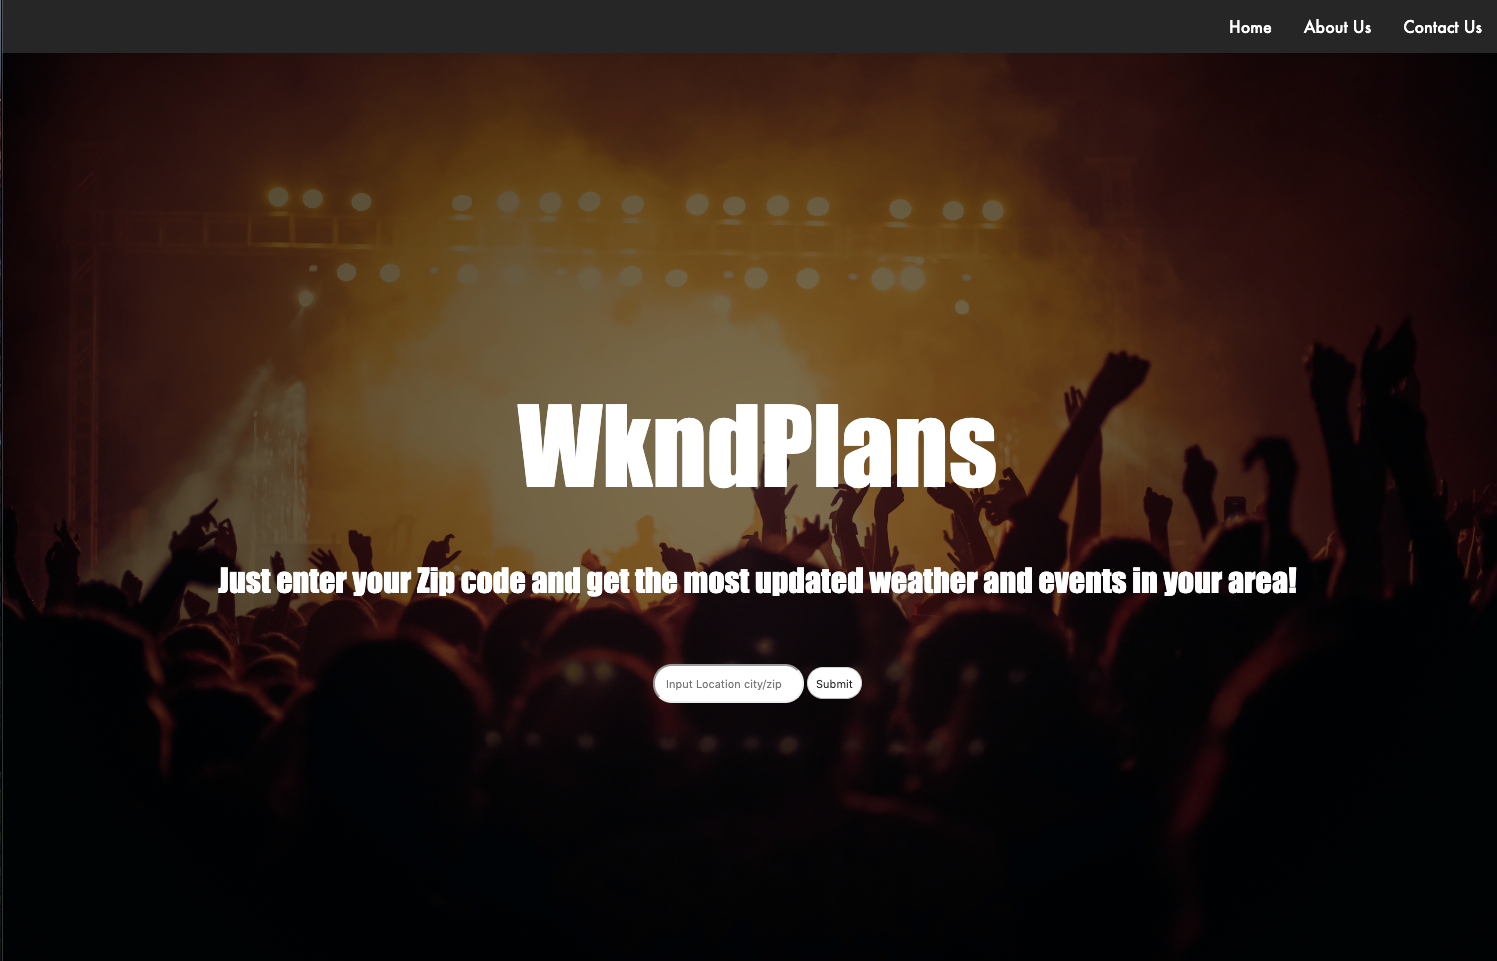 Home About Us Contact Us
WkndPlans
Just enter your Zip code and get the most updated weather and events in your area!
Input Location city/zip Submit